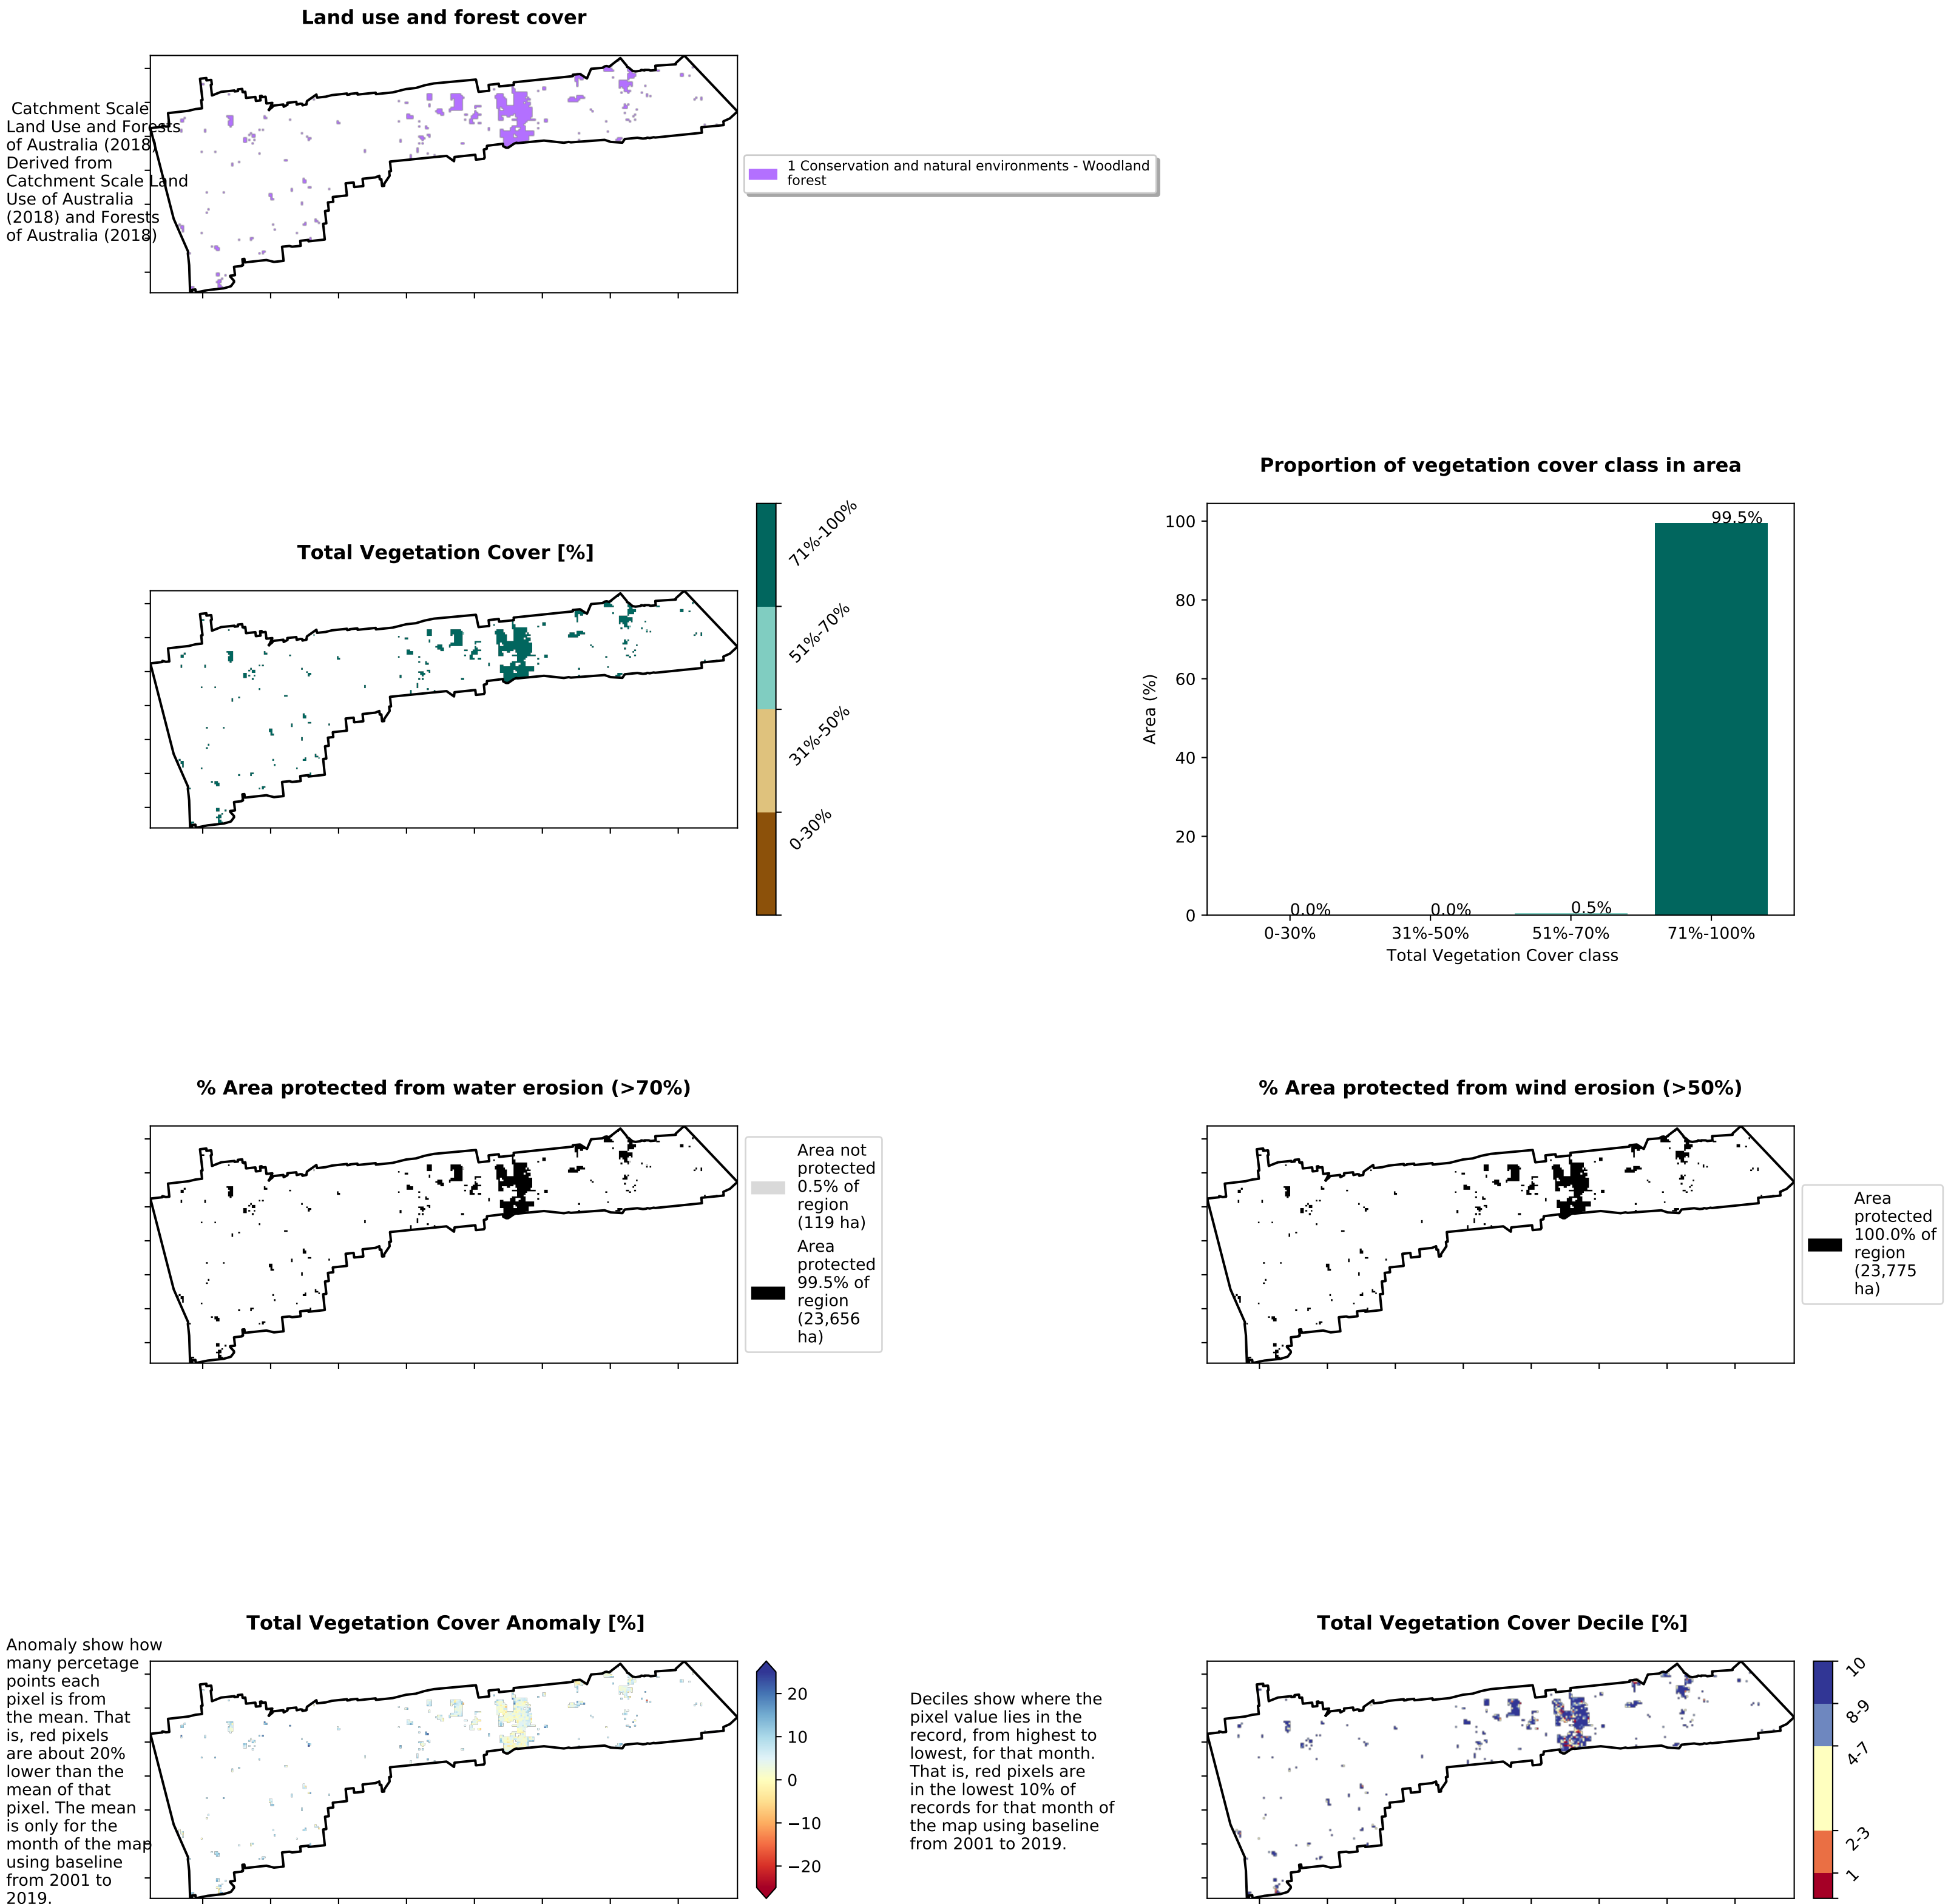 Land use and forest cover
Catchment Scale
Land Use and Forests
of Australia (2018)
Derived from
Catchment Scale Land
Use of Australia
(2018) and Forests
of Australia (2018)
1 Conservation and natural environments - Woodland
forest
Total Vegetation Cover [%]
71%-100%
51%-70%
31%-50%
0-30%
Proportion of vegetation cover class in area
Area (%)
100
80
60
40
20
0
0.0%
0.0%
0.5%
99.5%
0-30%
31%-50%
51%-70%
71%-100%
Total Vegetation Cover class
% Area protected from water erosion (>70%)
Area not
protected
0.5% of
region
(119 ha)
Area
protected
99.5% of
region
(23,656
ha)
% Area protected from wind erosion (>50%)
Area
protected
100.0% of
region
(23,775
ha)
Total Vegetation Cover Anomaly [%]
Anomaly show how
many percetage
points each
pixel is from
the mean. That
is, red pixels
are about 20%
lower than the
mean of that
pixel. The mean
is only for the
month of the map
using baseline
from 2001 to
2019.
20
10
0
−10
−20
Deciles show where the
pixel value lies in the
record, from highest to
lowest, for that month.
That is, red pixels are
in the lowest 10% of
records for that month of
the map using baseline
from 2001 to 2019.
Total Vegetation Cover Decile [%]
10
8-9
4-7
2-3
1